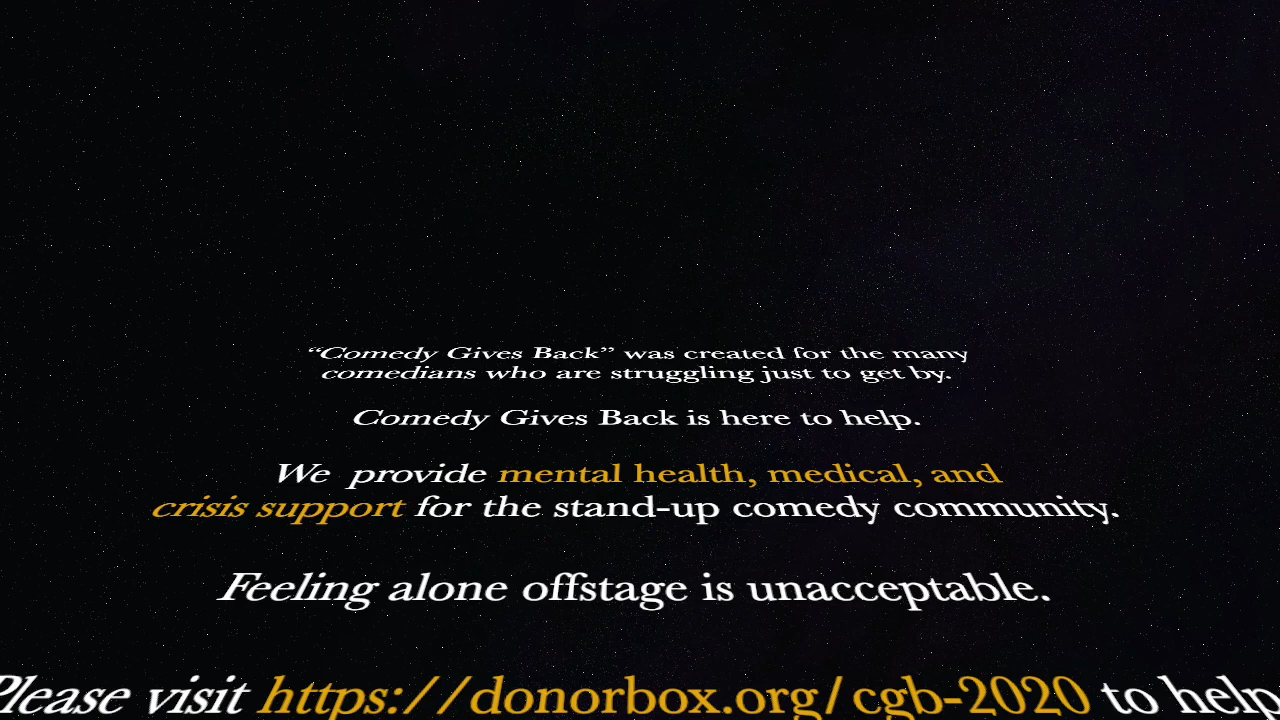 “Comedy Gives Back” was created for the many
comedians who are struggling just to get by.
Comedy Gives Back is here to help.
We provide mental health, medical, and
crisis support for the stand-up comedy community.
Feeling alone offstage is unacceptable.
Please visit https://donorbox.org/cgb-2020 to help